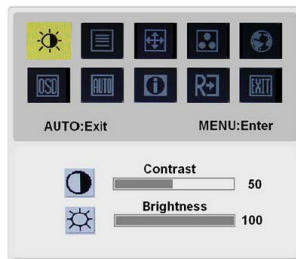 OSD AUTO R EXIT
AUTO:Exit MENU:Enter
Contrast
50
Brightness
100